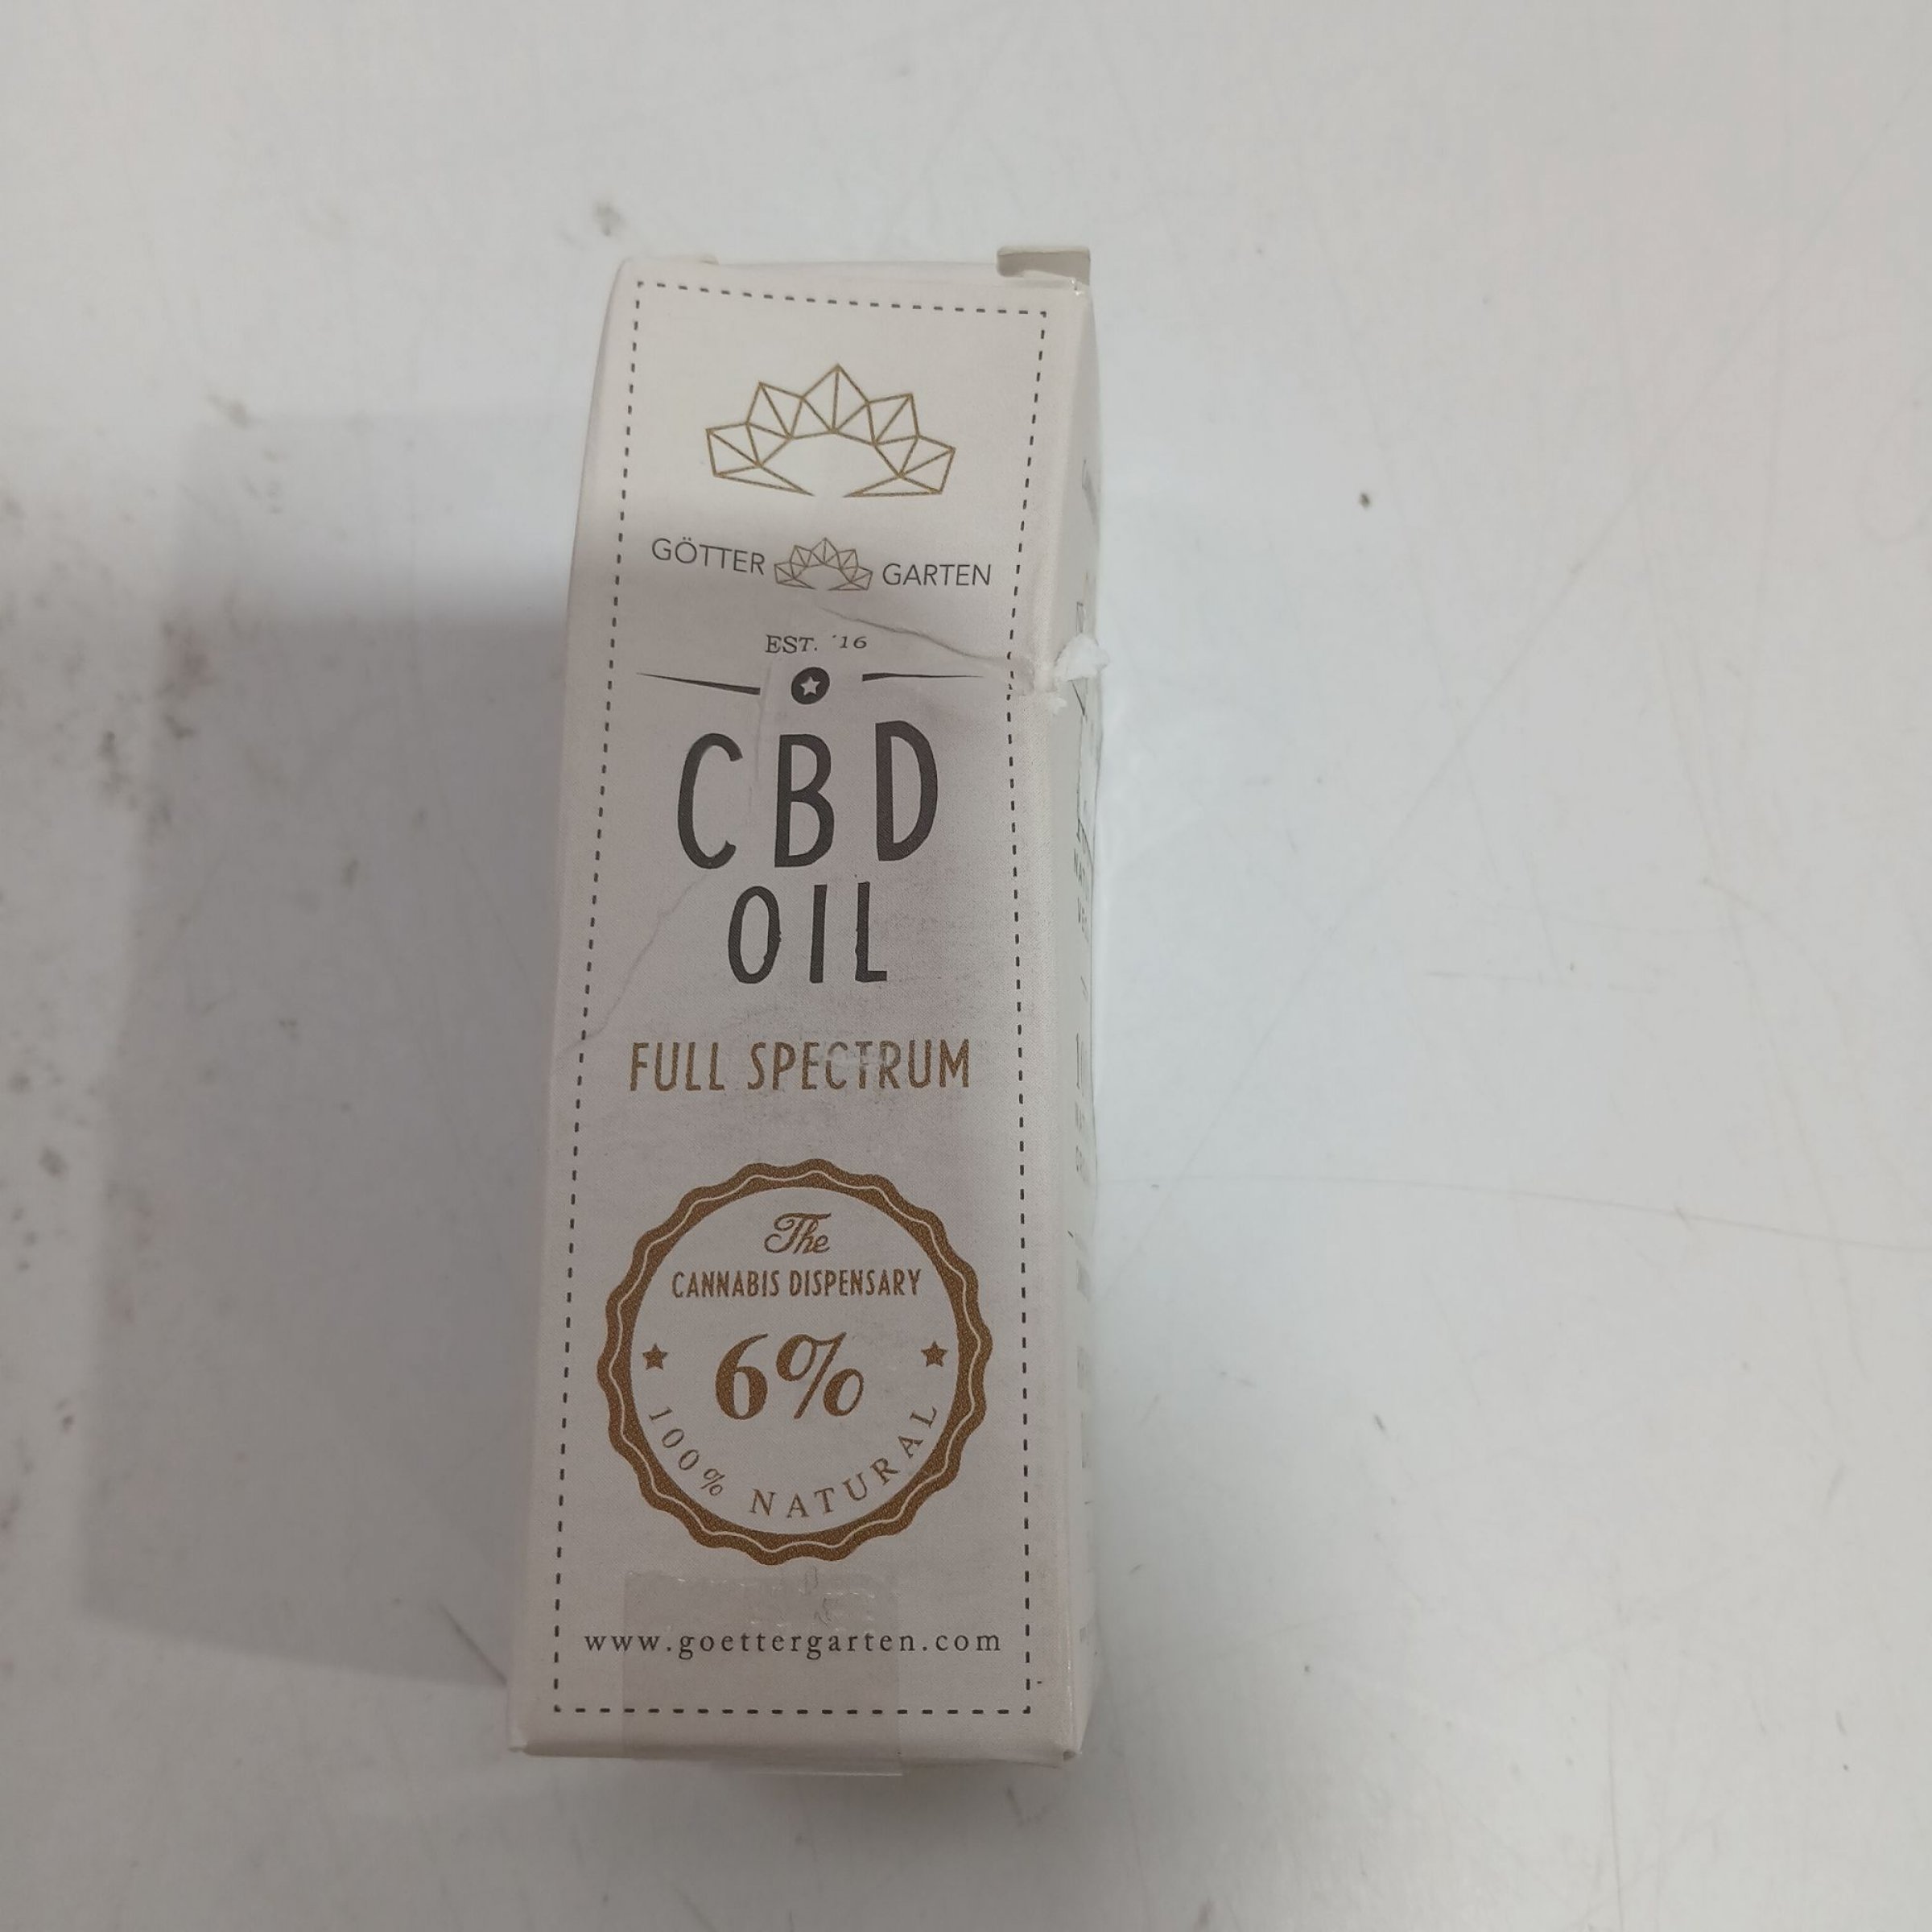 GÖTTER GARTEN
EST. '16
CBD
OIL
FULL SPECTRUM
The
CANNABIS DISPENSARY
6%
100% NATURAL
www.goettergarten.com